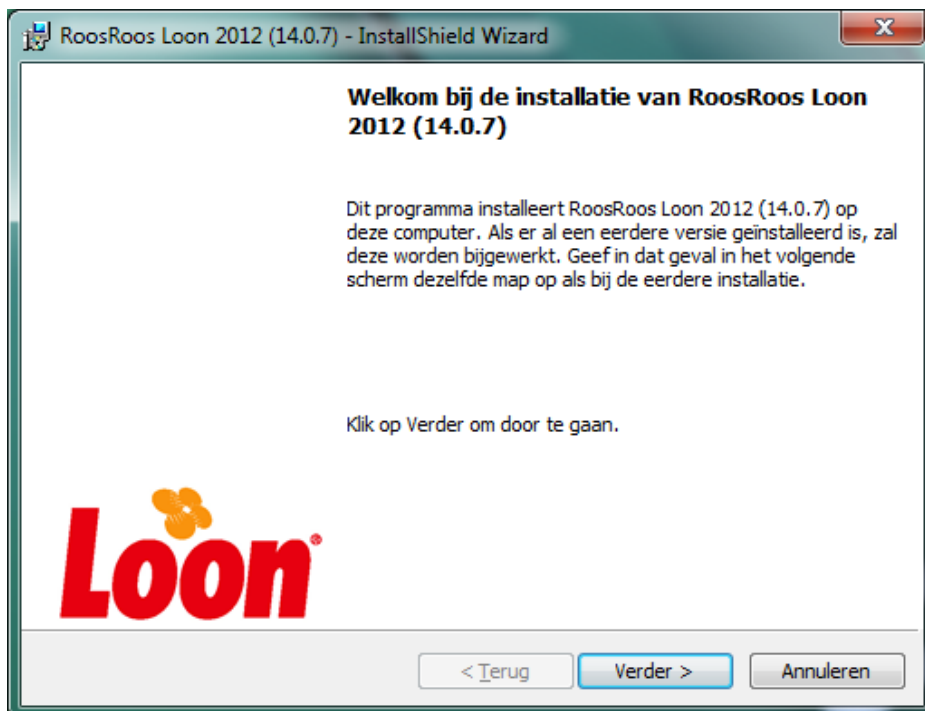 RoosRoos Loon 2012 (14.0.7) - InstallShield Wizard
Welkom bij de installatie van RoosRoos Loon
2012 (14.0.7)
Dit programma installeert RoosRoos Loon 2012 (14.0.7) op
deze computer. Als er al een eerdere versie geïnstalleerd is, zal
deze worden bijgewerkt. Geef in dat geval in het volgende
scherm dezelfde map op als bij de eerdere installatie.
Klik op Verder om door te gaan.
Loon®
< Terug
Verder >
Annuleren